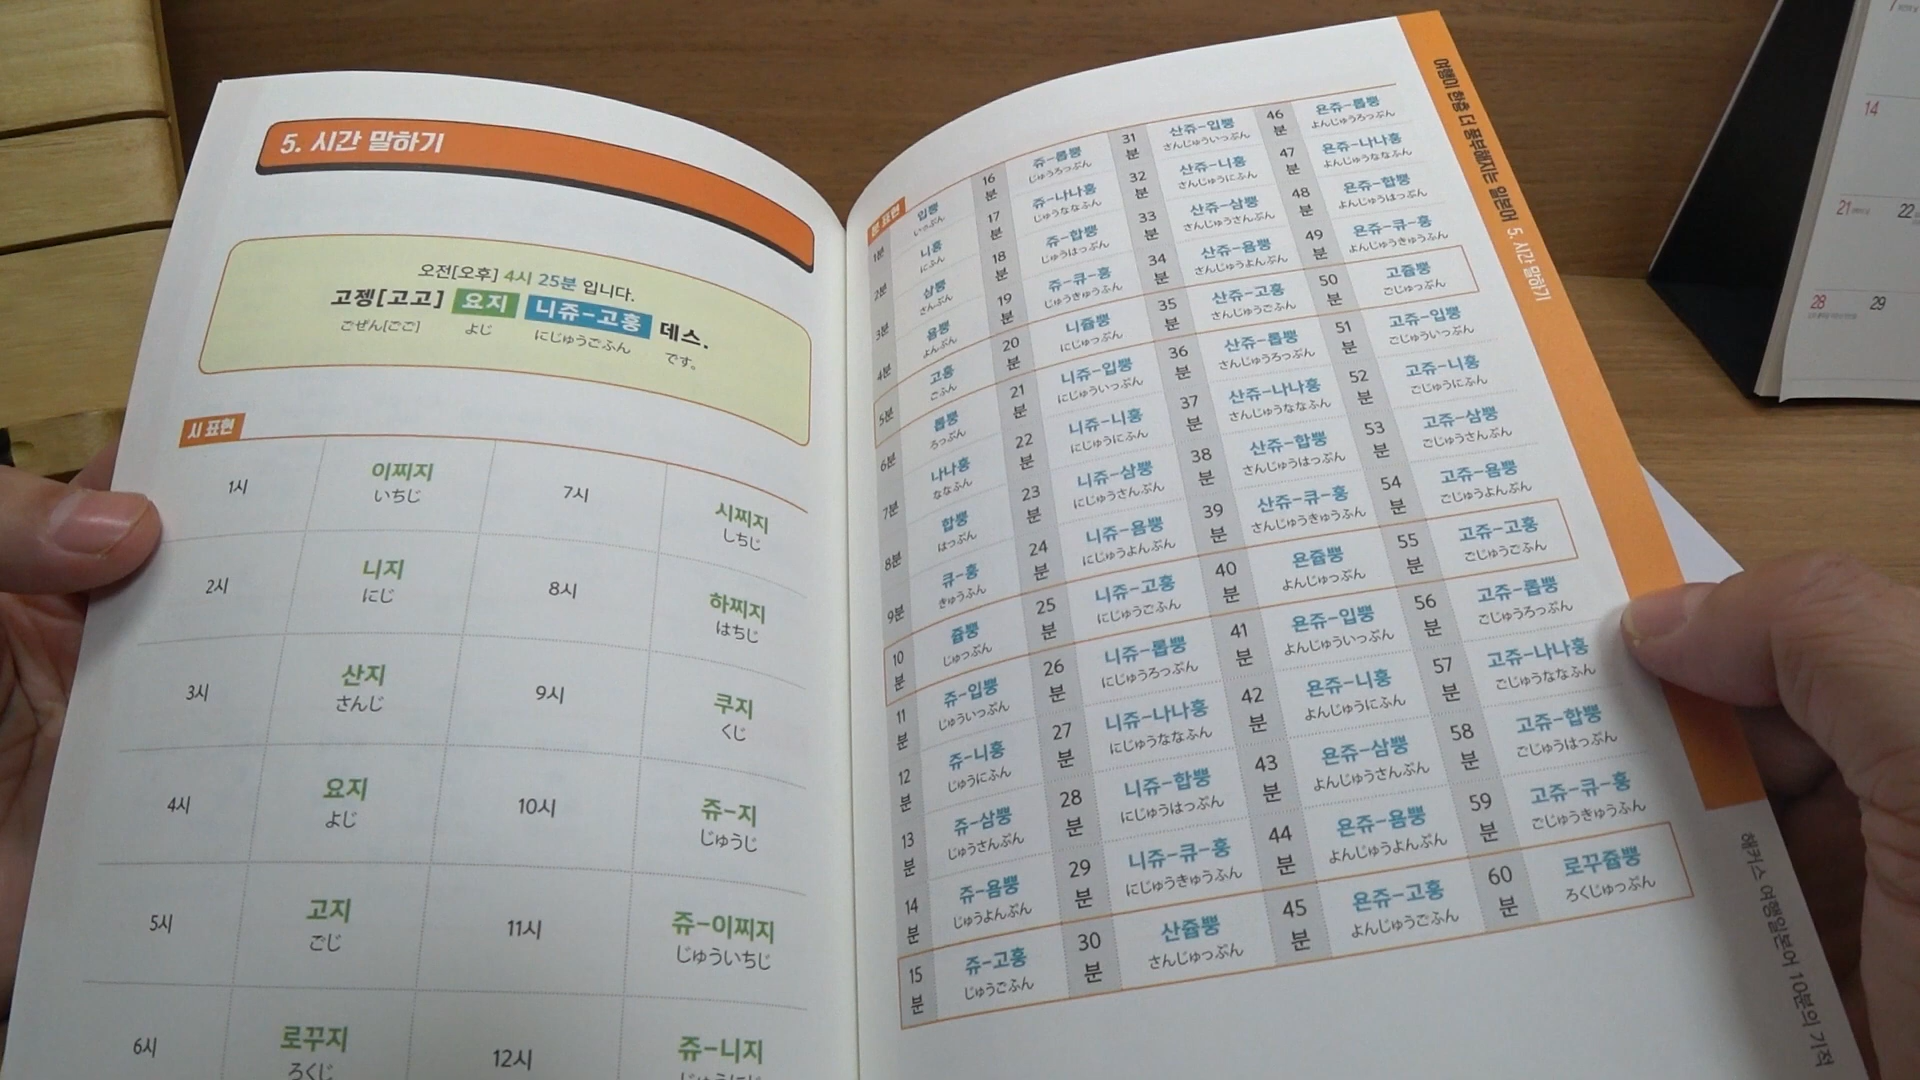 5. 시간 말하기
오전[오후] 4시 25분 입니다.
고젱[고고] 요지 니쥬-고훙 데스.
ごぜん[ごご] よじ にじゅうごふん です。
시 표현
1시 이찌지 7시 시찌지
いちじ しちじ
2시 니지 8시 하찌지
にじ はちじ
3시 산지 9시 쿠지
さんじ くじ
4시 요지 10시 쥬-지
よじ じゅうじ
5시 고지 11시 쥬-이찌지
ごじ じゅういちじ
6시 로꾸지 12시 쥬-니지
ろくじ
분 표현
1분 입뿡
いっぷん
2분 니훙
にふん
3분 삼뿡
さんぷん
4분 욤뿡
よんぷん
5분 고훙
ごふん
6분 롭뿡
ろっぷん
7분 나나훙
ななふん
8분 합뿡
はっぷん
9분 큐-훙
きゅうふん
10분 쥽뿡
じゅっぷん
11분 쥬-입뿡
じゅういっぷん
12분 쥬-니훙
じゅうにふん
13분 쥬-삼뿡
じゅうさんぷん
14분 쥬-욤뿡
じゅうよんぷん
15분 쥬-고훙
じゅうごふん
16분 쥬-롭뿡
じゅうろっぷん
17분 쥬-나나훙
じゅうななふん
18분 쥬-합뿡
じゅうはっぷん
19분 쥬-큐-훙
じゅうきゅうふん
20분 니쥽뿡
にじゅっぷん
21분 니쥬-입뿡
にじゅういっぷん
22분 니쥬-니훙
にじゅうにふん
23분 니쥬-삼뿡
にじゅうさんぷん
24분 니쥬-욤뿡
にじゅうよんぷん
25분 니쥬-고훙
にじゅうごふん
26분 니쥬-롭뿡
にじゅうろっぷん
27분 니쥬-나나훙
にじゅうななふん
28분 니쥬-합뿡
にじゅうはっぷん
29분 니쥬-큐-훙
にじゅうきゅうふん
30분 산쥽뿡
さんじゅっぷん
31분 산쥬-입뿡
さんじゅういっぷん
32분 산쥬-니훙
さんじゅうにふん
33분 산쥬-삼뿡
さんじゅうさんぷん
34분 산쥬-욤뿡
さんじゅうよんぷん
35분 산쥬-고훙
さんじゅうごふん
36분 산쥬-롭뿡
さんじゅうろっぷん
37분 산쥬-나나훙
さんじゅうななふん
38분 산쥬-합뿡
さんじゅうはっぷん
39분 산쥬-큐-훙
さんじゅうきゅうふん
40분 욘쥽뿡
よんじゅっぷん
41분 욘쥬-입뿡
よんじゅういっぷん
42분 욘쥬-니훙
よんじゅうにふん
43분 욘쥬-삼뿡
よんじゅうさんぷん
44분 욘쥬-욤뿡
よんじゅうよんぷん
45분 욘쥬-고훙
よんじゅうごふん
46분 욘쥬-롭뿡
よんじゅうろっぷん
47분 욘쥬-나나훙
よんじゅうななふん
48분 욘쥬-합뿡
よんじゅうはっぷん
49분 욘쥬-큐-훙
よんじゅうきゅうふん
50분 고쥽뿡
ごじゅっぷん
51분 고쥬-입뿡
ごじゅういっぷん
52분 고쥬-니훙
ごじゅうにふん
53분 고쥬-삼뿡
ごじゅうさんぷん
54분 고쥬-욤뿡
ごじゅうよんぷん
55분 고쥬-고훙
ごじゅうごふん
56분 고쥬-롭뿡
ごじゅうろっぷん
57분 고쥬-나나훙
ごじゅうななふん
58분 고쥬-합뿡
ごじゅうはっぷん
59분 고쥬-큐-훙
ごじゅうきゅうふん
60분 로꾸쥽뿡
ろくじゅっぷん
여행이 한층 더 풍부해지는 일본어 5. 시간 말하기
해커스 여행일본어 10분의 기적
7
14
21 22
28 29